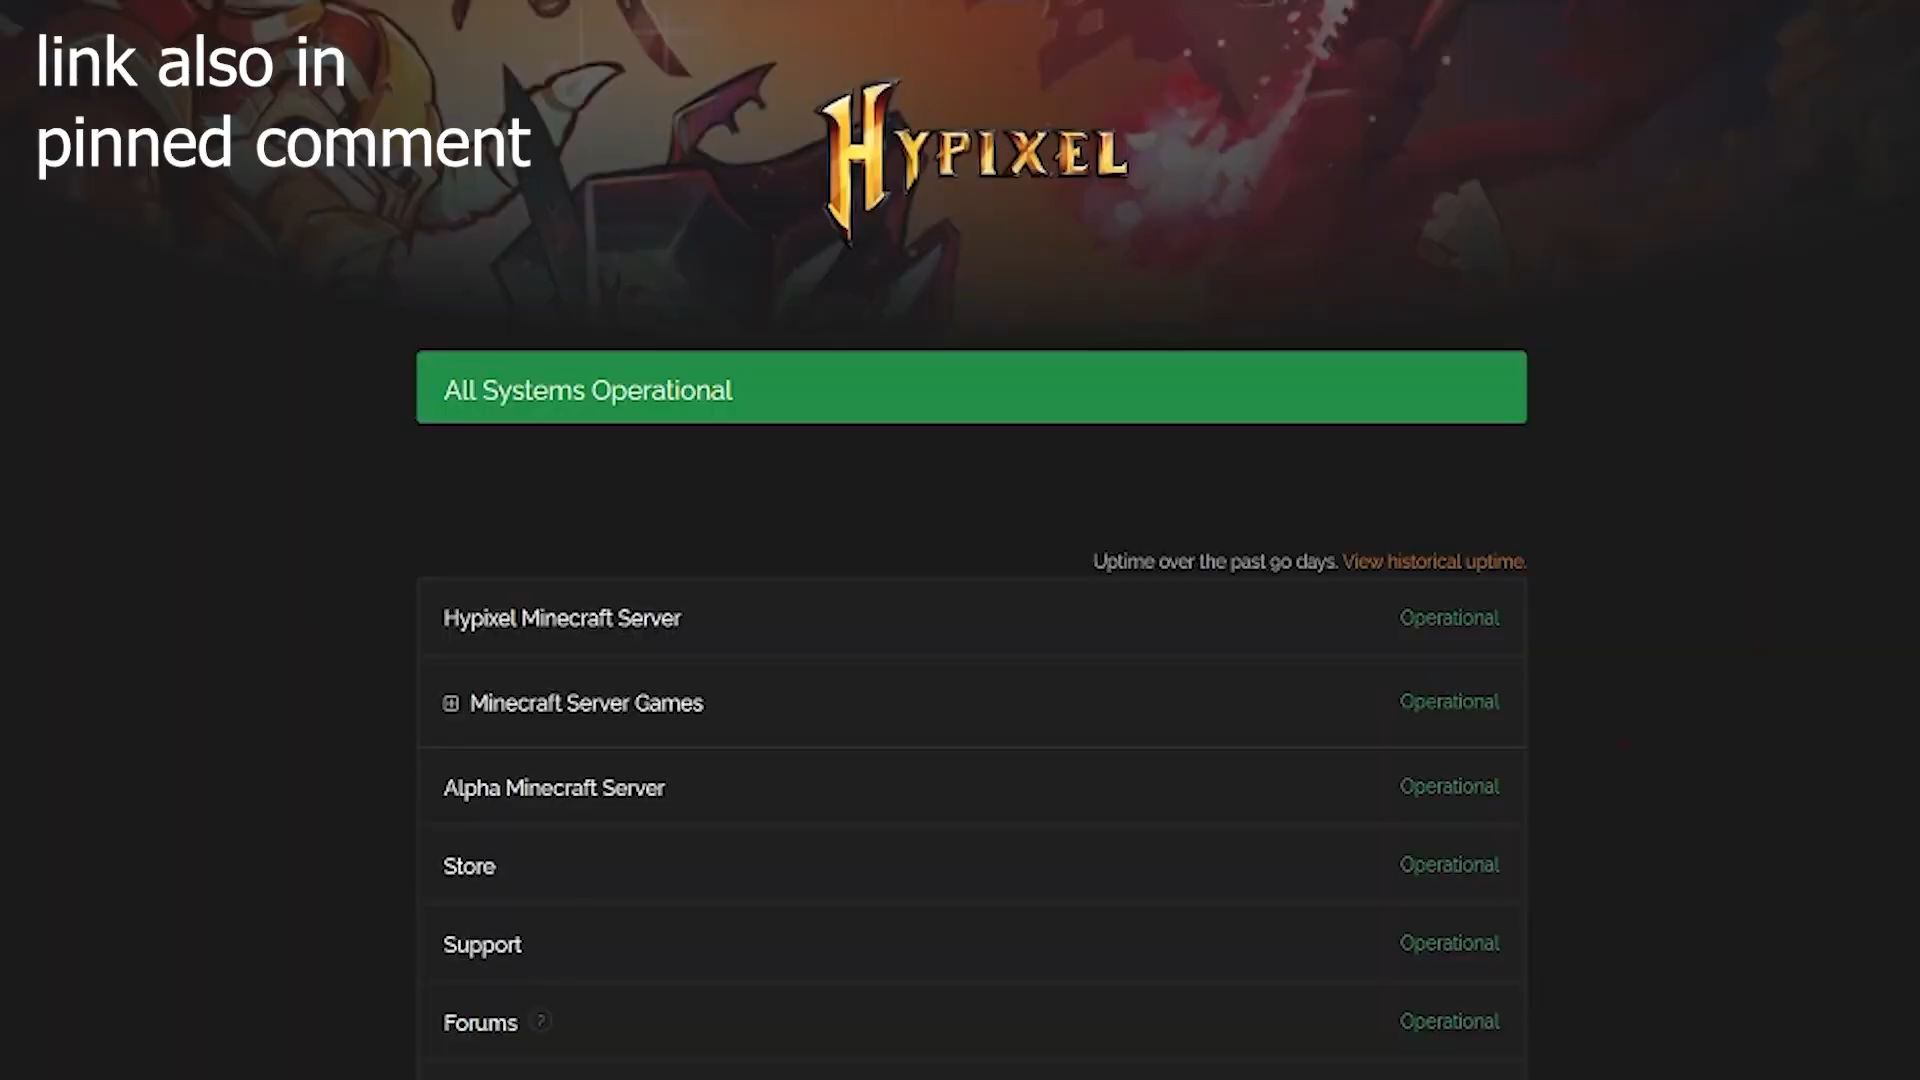 link also in
pinned comment
HYPIXEL
All Systems Operational
Uptime over the past 90 days. View historical uptime.
Hypixel Minecraft Server Operational
Minecraft Server Games Operational
Alpha Minecraft Server Operational
Store Operational
Support Operational
Forums ? Operational